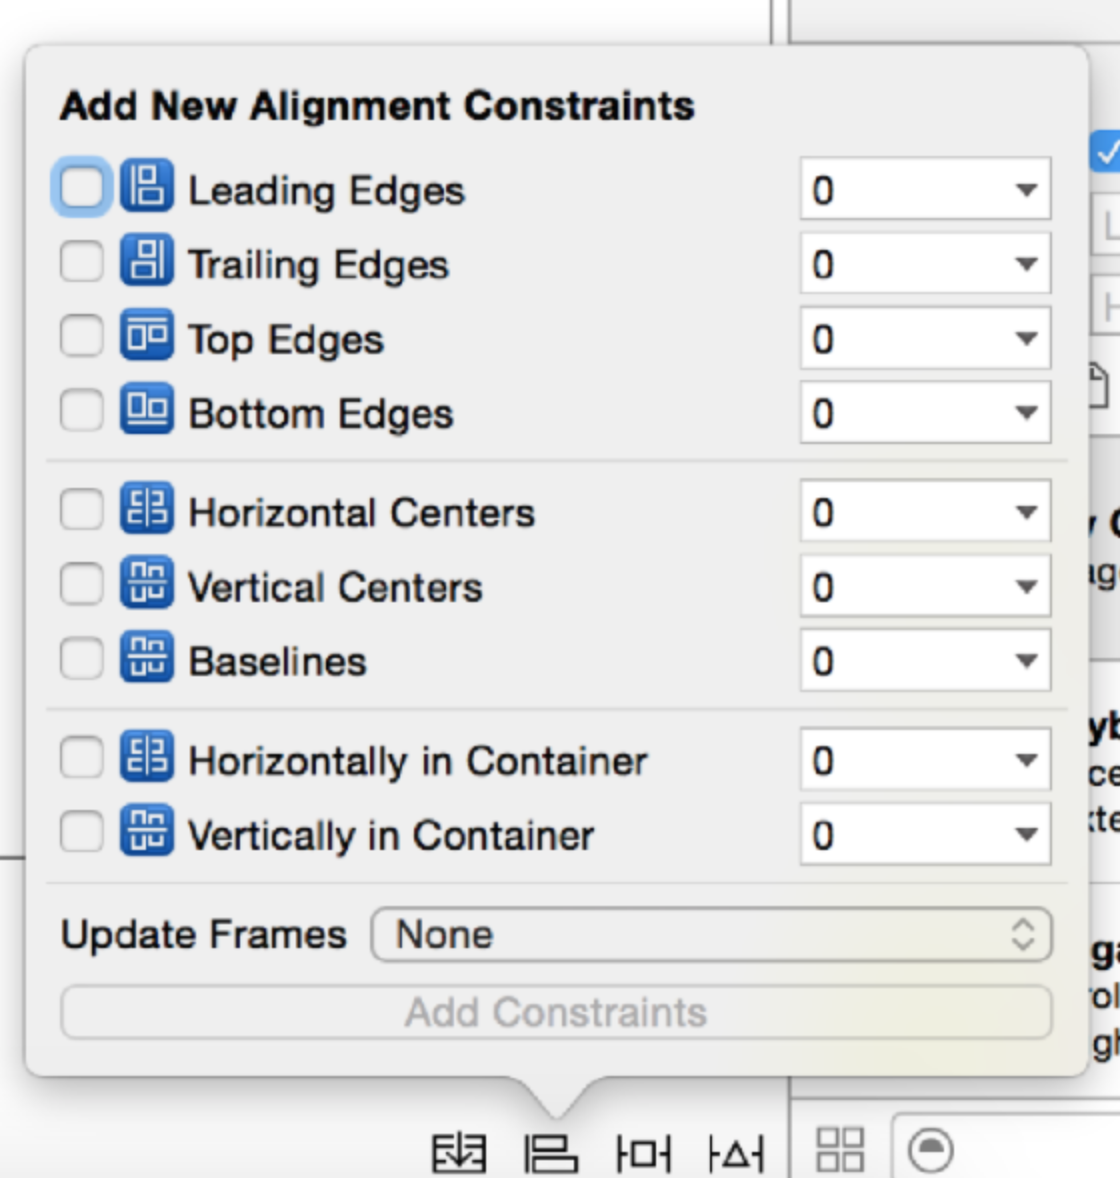 Add New Alignment Constraints
Leading Edges 0
Trailing Edges 0
Top Edges 0
Bottom Edges 0
Horizontal Centers 0
Vertical Centers 0
Baselines 0
Horizontally in Container 0
Vertically in Container 0
Update Frames None
Add Constraints